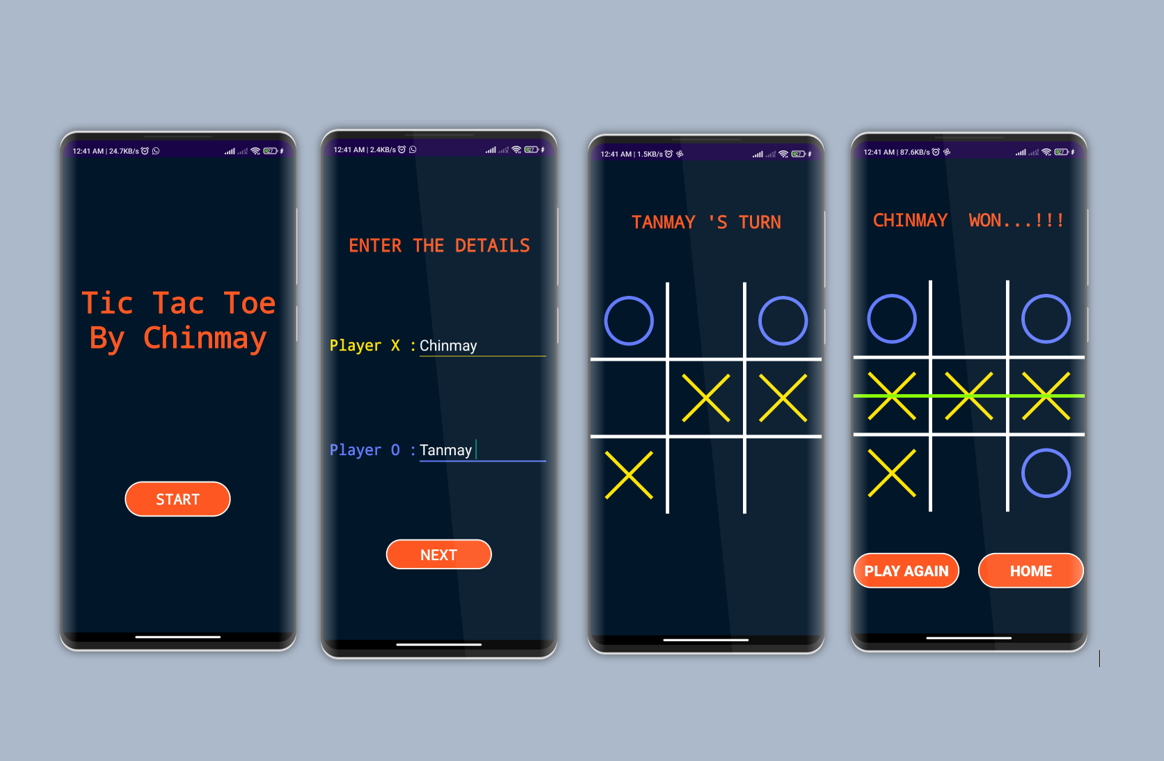 12:41 AM | 24.7KB/s
Tic Tac Toe
By Chinmay
START
12:41 AM | 2.4KB/s
ENTER THE DETAILS
Player X : Chinmay
Player O : Tanmay
NEXT
12:41 AM | 1.5KB/s
TANMAY 'S TURN
12:41 AM | 87.6KB/s
CHINMAY  WON...!!!
PLAY AGAIN
HOME